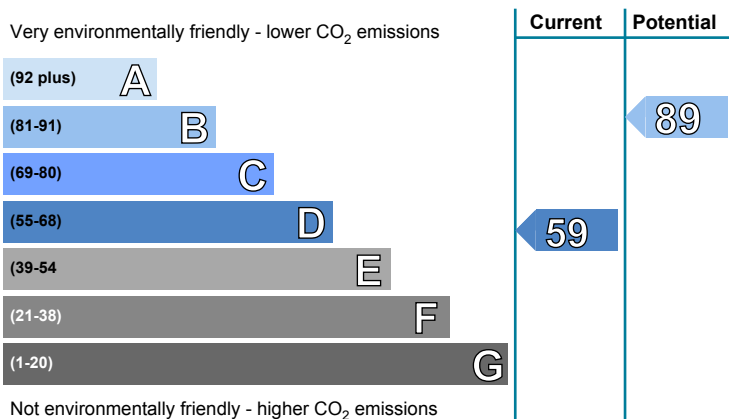 Current Potential
Very environmentally friendly - lower CO2 emissions
(92 plus) A
(81-91) B
89
(69-80) C
(55-68) D
59
(39-54 E
(21-38) F
(1-20) G
Not environmentally friendly - higher CO2 emissions